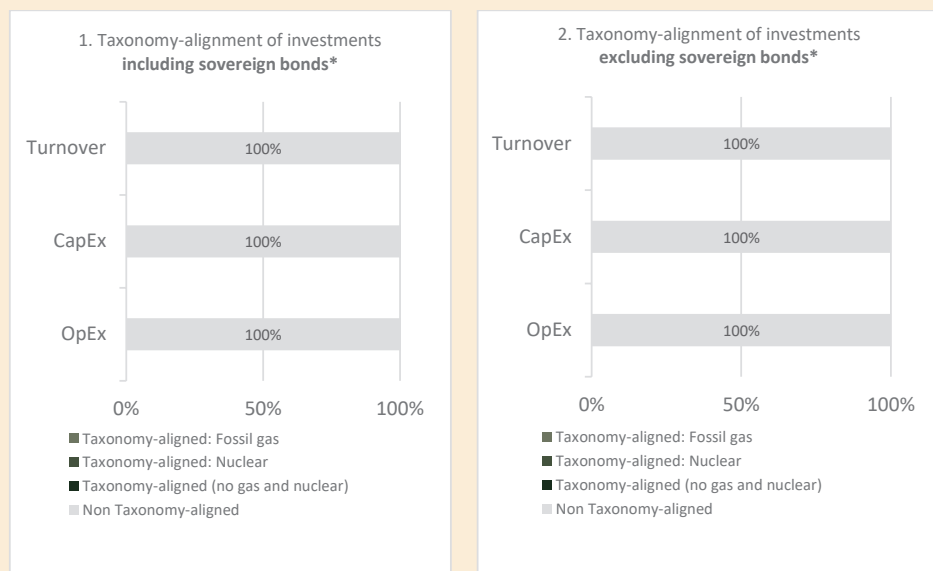 1. Taxonomy-alignment of investments
including sovereign bonds*
Turnover
100%
CapEx
100%
OpEx
100%
0%
50%
100%
Taxonomy-aligned: Fossil gas
Taxonomy-aligned: Nuclear
Taxonomy-aligned (no gas and nuclear)
Non Taxonomy-aligned
2. Taxonomy-alignment of investments
excluding sovereign bonds*
Turnover
100%
CapEx
100%
OpEx
100%
0%
50%
100%
Taxonomy-aligned: Fossil gas
Taxonomy-aligned: Nuclear
Taxonomy-aligned (no gas and nuclear)
Non Taxonomy-aligned